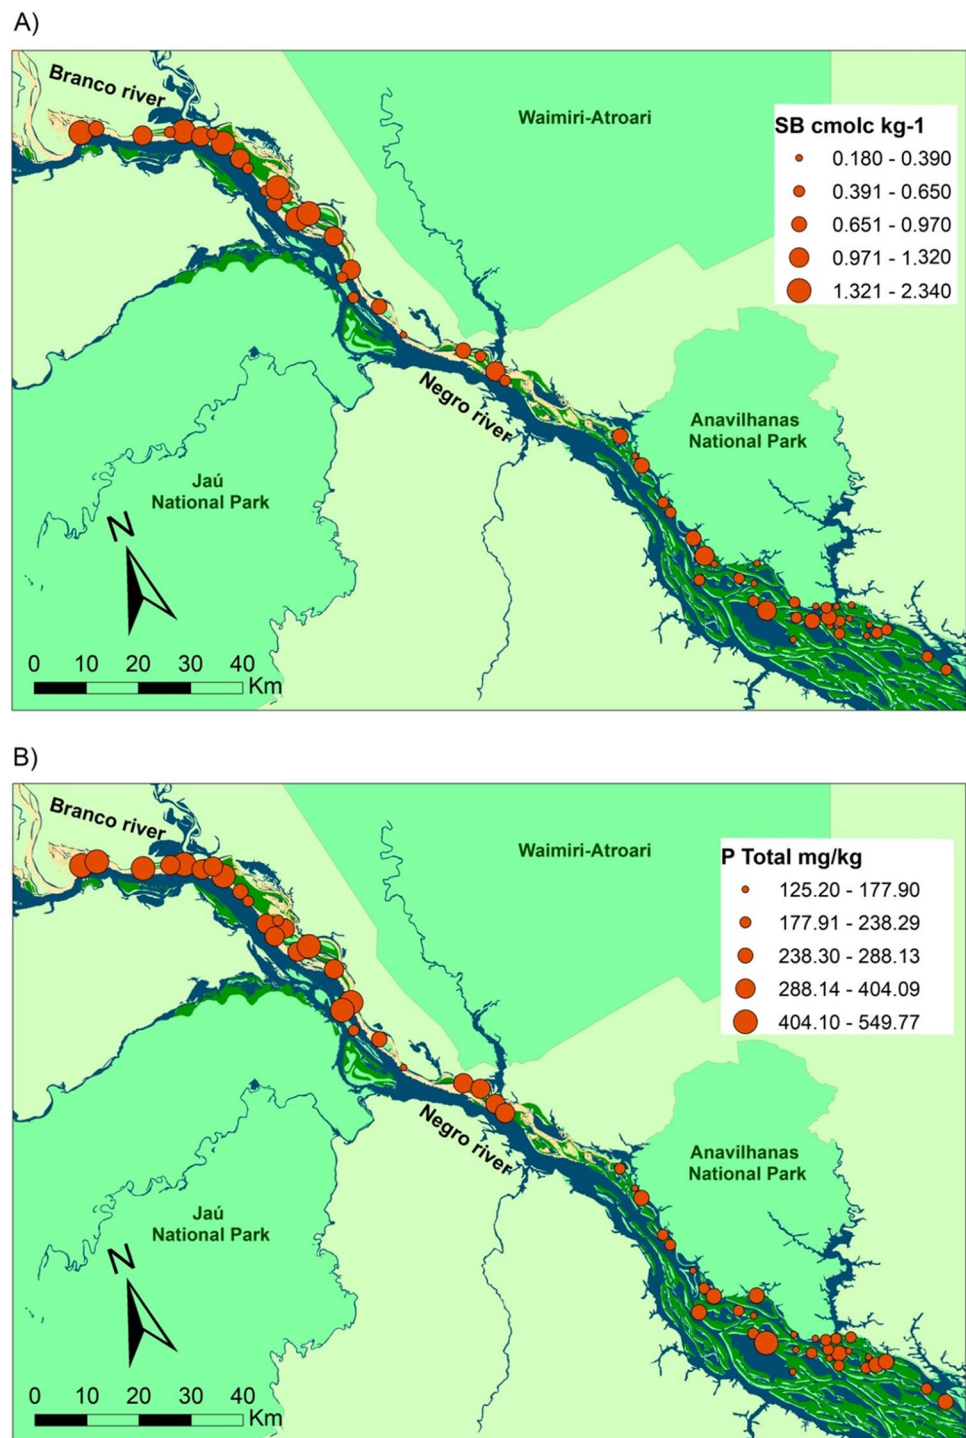 A)
Branco river
Waimiri-Atroari
SB cmolc kg-1
0.180 - 0.390
0.391 - 0.650
0.651 - 0.970
0.971 - 1.320
1.321 - 2.340
Negro river
Anavilhanas
National Park
Jaú
National Park
N
0 10 20 30 40
Km
B)
Branco river
Waimiri-Atroari
P Total mg/kg
125.20 - 177.90
177.91 - 238.29
238.30 - 288.13
288.14 - 404.09
404.10 - 549.77
Negro river
Anavilhanas
National Park
Jaú
National Park
N
0 10 20 30 40
Km